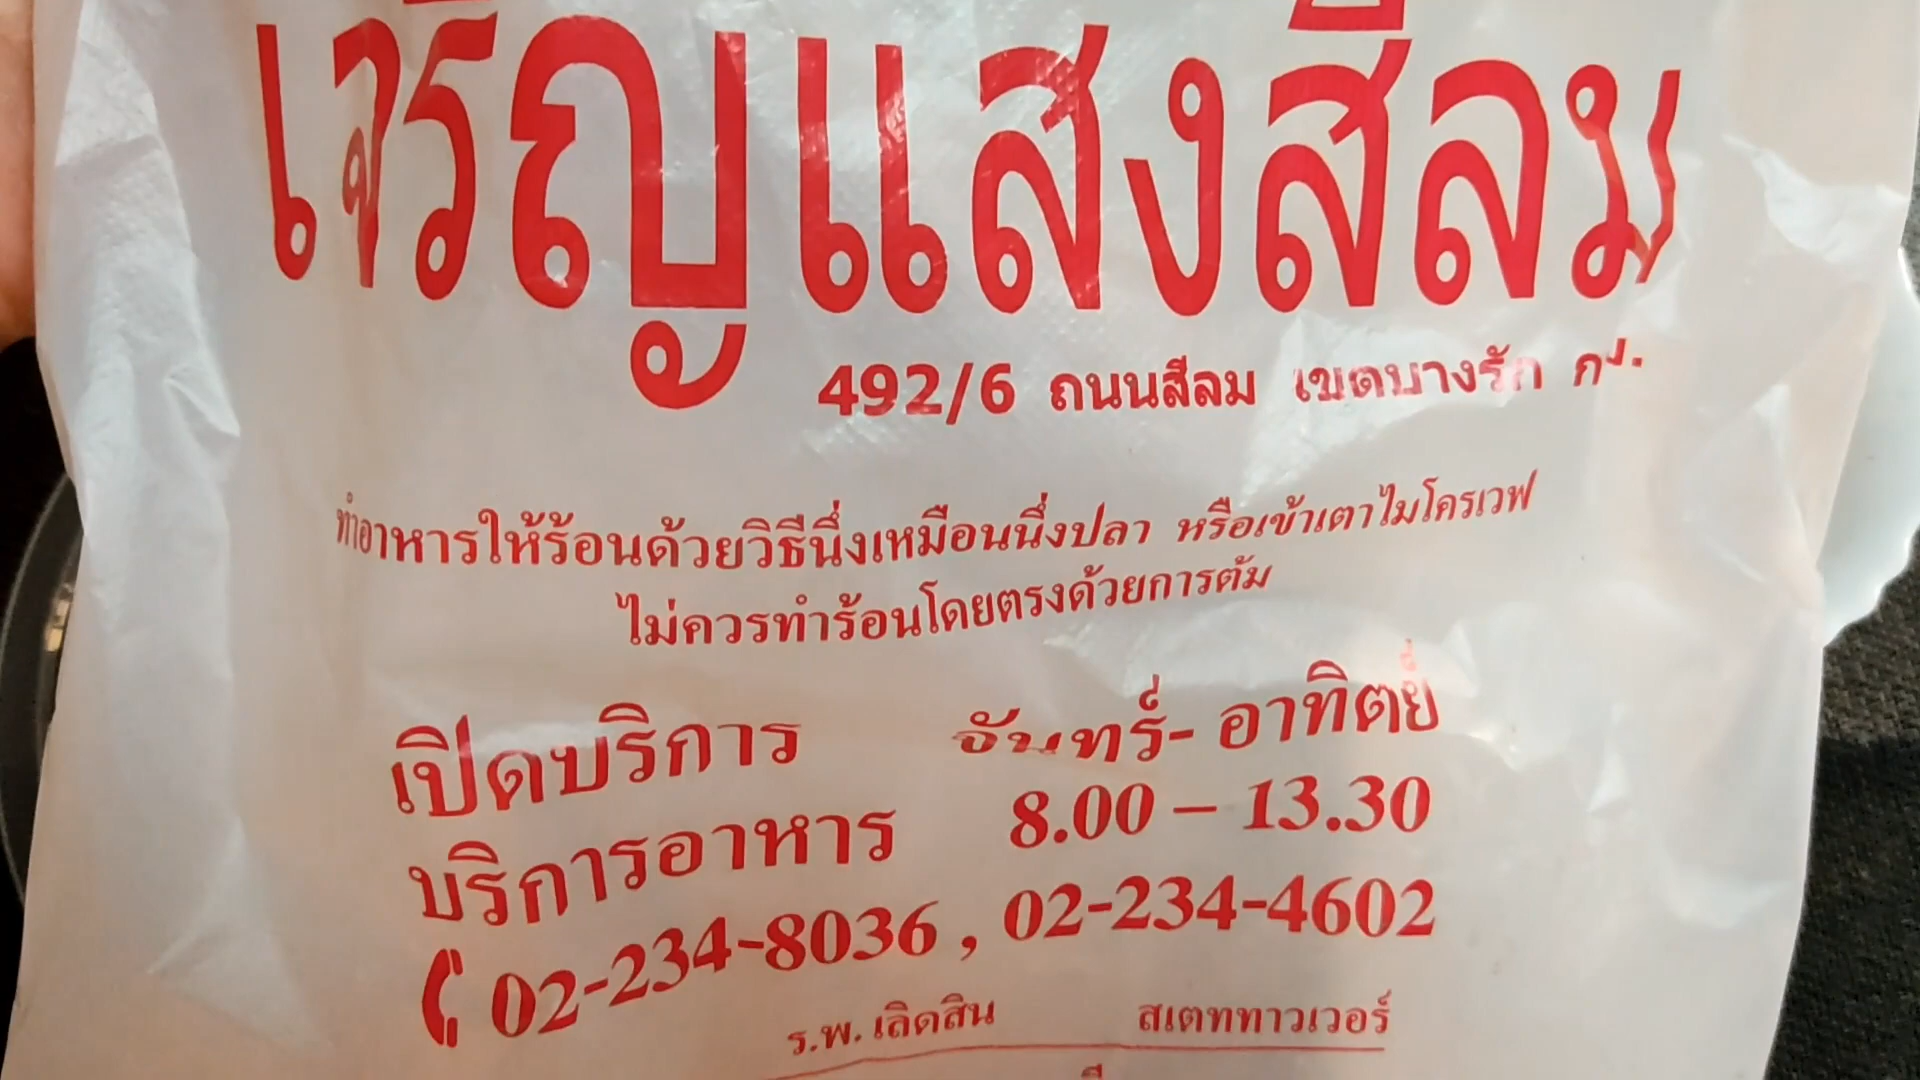 เจริญแสงสีลม
492/6 ถนนสีลม เขตบางรัก กฯ.
ทำอาหารให้ร้อนด้วยวิธีนึ่งเหมือนนึ่งปลา หรือเข้าเตาไมโครเวฟ
ไม่ควรทำร้อนโดยตรงด้วยการต้ม
เปิดบริการ จันทร์- อาทิตย์
บริการอาหาร 8.00 – 13.30
02-234-8036 , 02-234-4602
ร.พ. เลิดสิน สเตททาวเวอร์